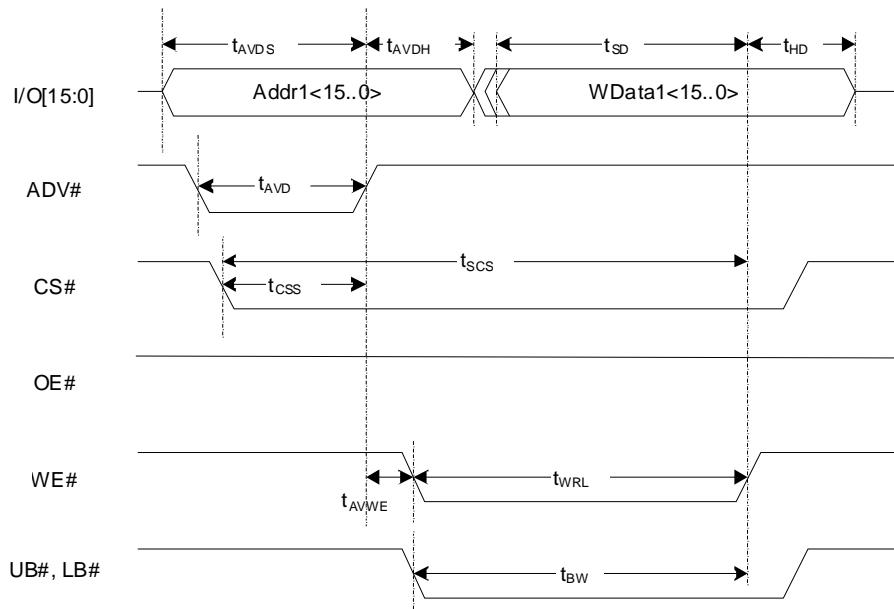 tAVDS
tAVDH
tSD
tHD
I/O[15:0]
Addr1<15..0>
WData1<15..0>
ADV#
tAVD
tSCS
CS#
tCSS
OE#
WE#
tWRL
tAVWE
UB#, LB#
tBW